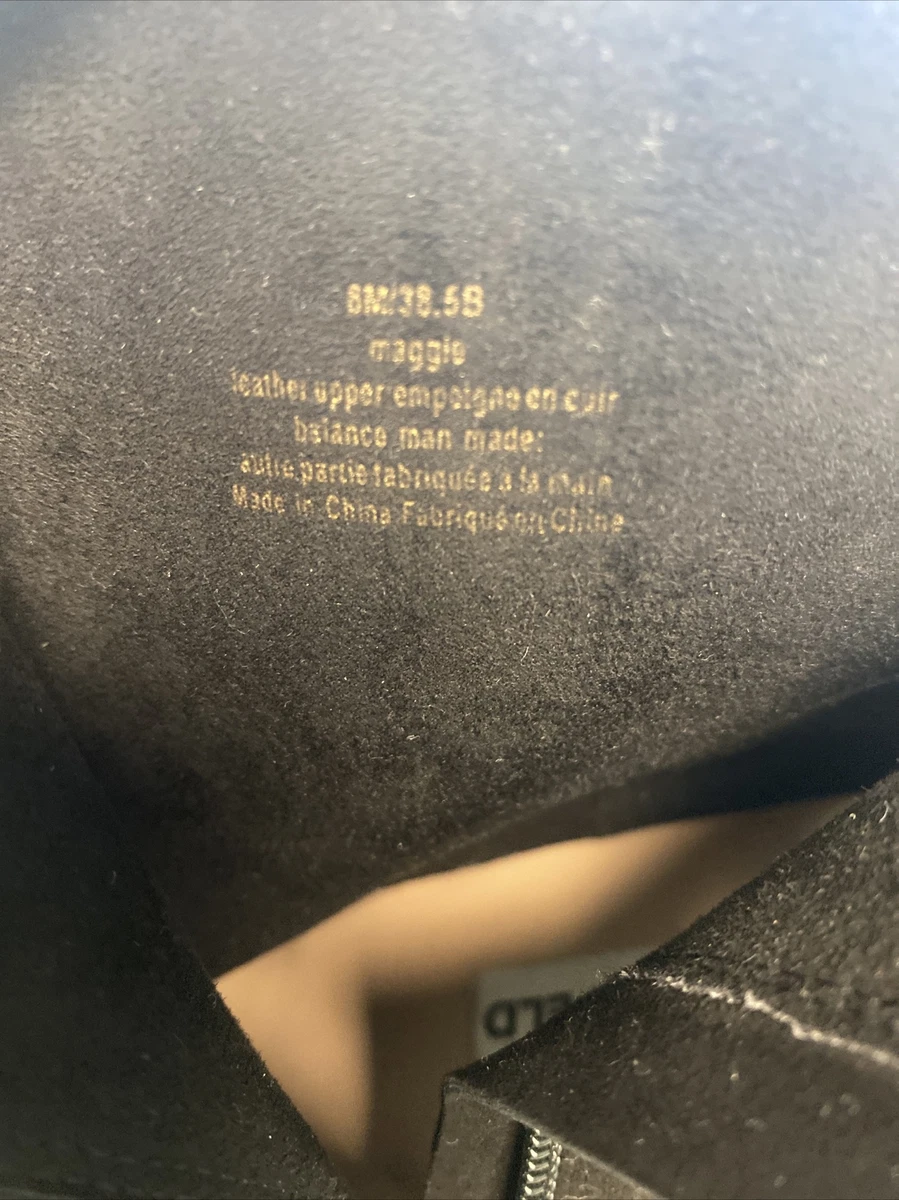 8M/38.5B
maggie
leather upper empeigne en cuir
balance man made:
autre partie fabriquée à la main
Made in China Fabriqué en Chine
ELD